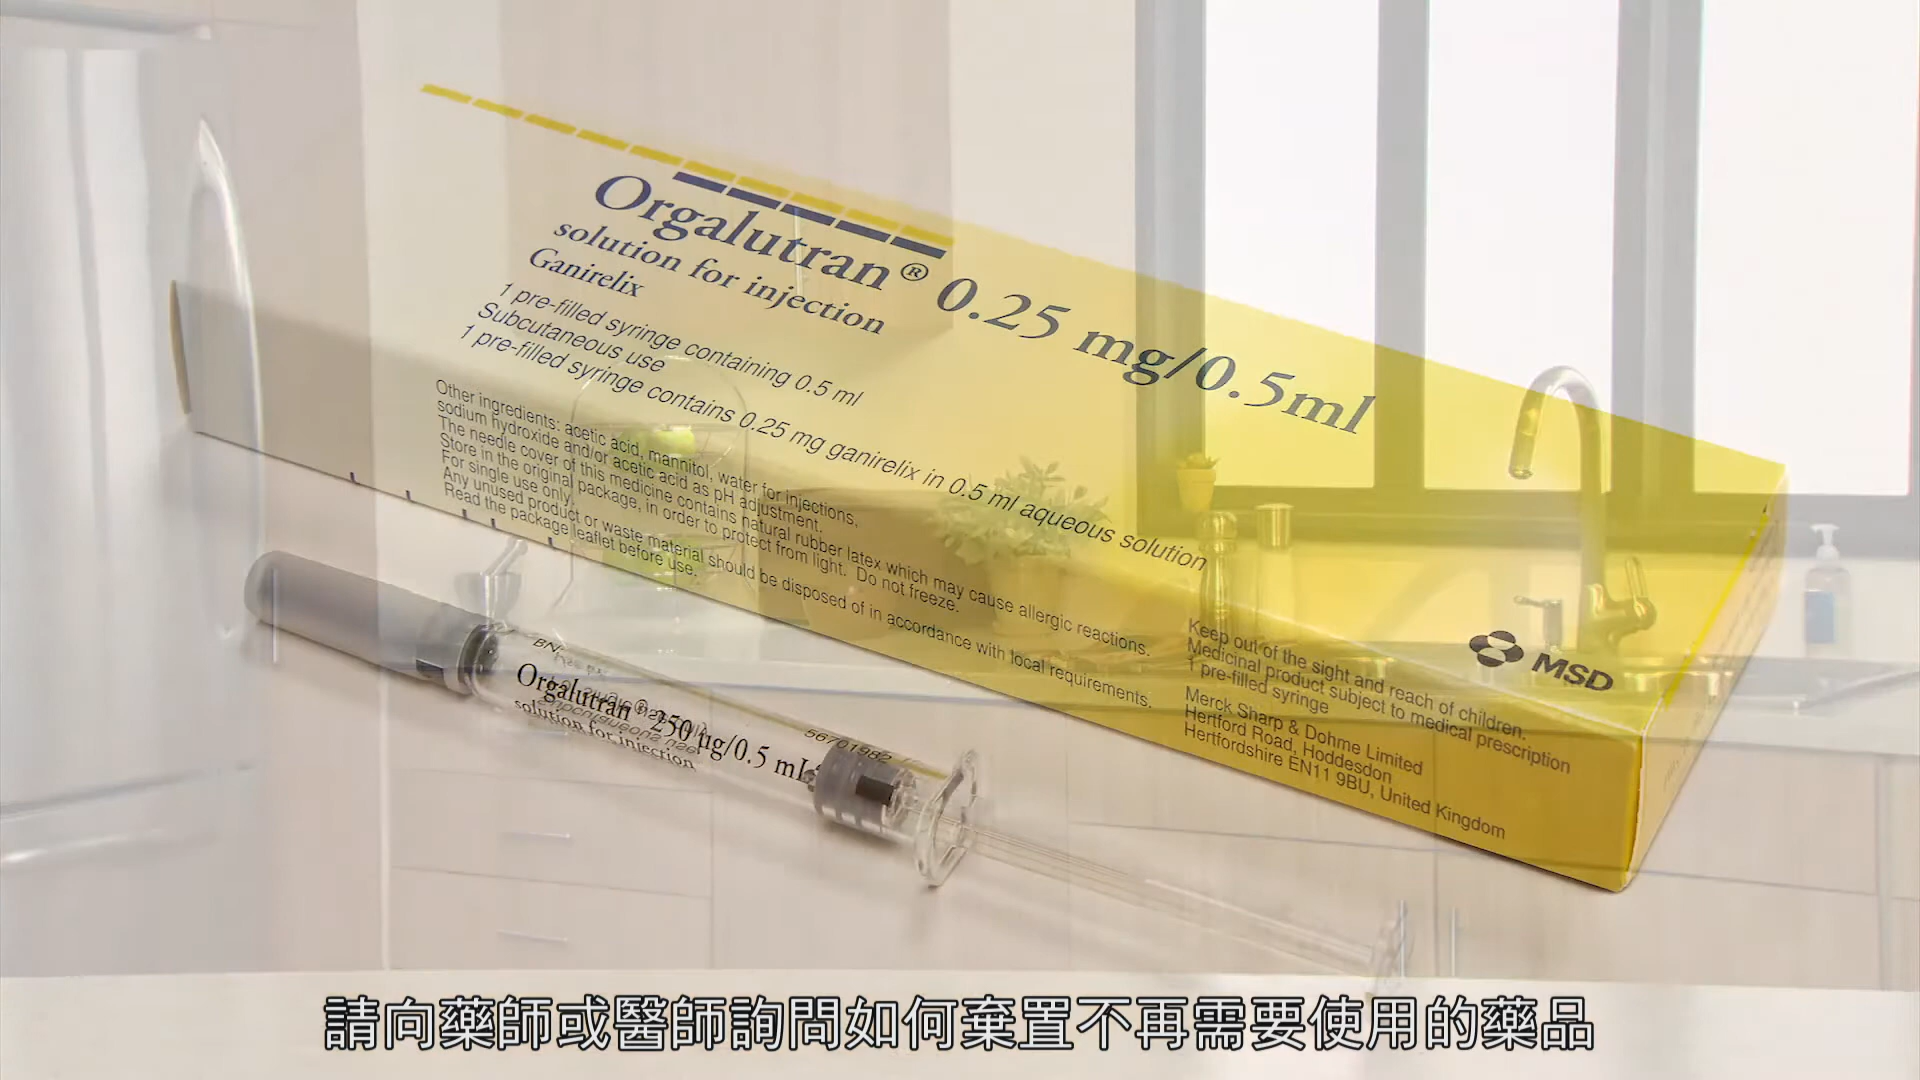 Orgalutran® 0.25 mg/0.5ml
solution for injection
Ganirelix
1 pre-filled syringe containing 0.5 ml
Subcutaneous use
1 pre-filled syringe contains 0.25 mg ganirelix in 0.5 ml aqueous solution
Other ingredients: acetic acid, mannitol, water for injections,
sodium hydroxide and/or acetic acid as pH adjustment.
The needle cover of this medicine contains natural rubber latex which may cause allergic reactions.
Store in the original package, in order to protect from light. Do not freeze.
For single use only.
Any unused product or waste material should be disposed of in accordance with local requirements.
Read the package leaflet before use.
Keep out of the sight and reach of children.
Medicinal product subject to medical prescription
1 pre-filled syringe
Merck Sharp & Dohme Limited
Hertford Road, Hoddesdon
Hertfordshire EN11 9BU, United Kingdom
MSD
Orgalutran® 250 µg/0.5 mL
solution for injection
56701982
請向藥師或醫師詢問如何棄置不再需要使用的藥品